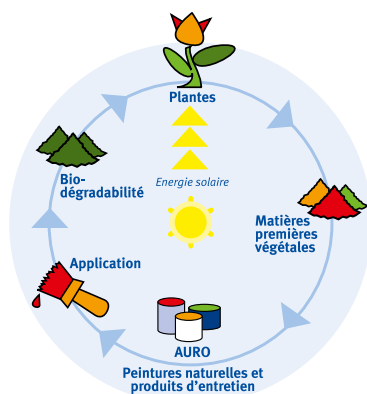 Plantes
Energie solaire
Bio-
dégradabilité
Matières
premières
végétales
Application
AURO
Peintures naturelles et
produits d'entretien